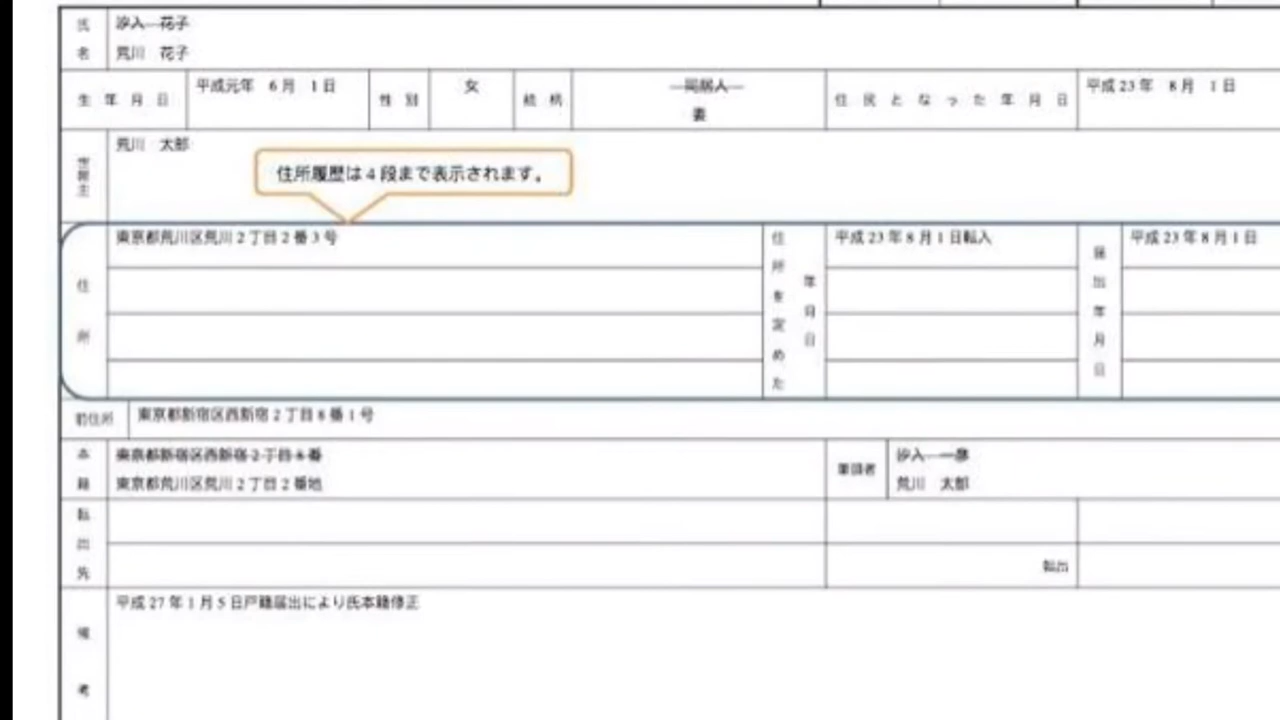 氏名
汐入 花子
荒川 花子
生年月日
平成元年 6月 1日
性別
女
続柄
同居人
妻
住民となった年月日
平成23年 8月 1日
世帯主
荒川 太郎
住所履歴は4段まで表示されます。
住所
東京都荒川区荒川2丁目2番3号
住所を定めた年月日
平成23年8月1日転入
届出年月日
平成23年8月1日
前住所
東京都新宿区西新宿2丁目8番1号
本籍
東京都新宿区西新宿2丁目8番
東京都荒川区荒川2丁目2番地
筆頭者
汐入 一彦
荒川 太郎
転出先
転出
平成27年1月5日戸籍届出により氏本籍修正
備考